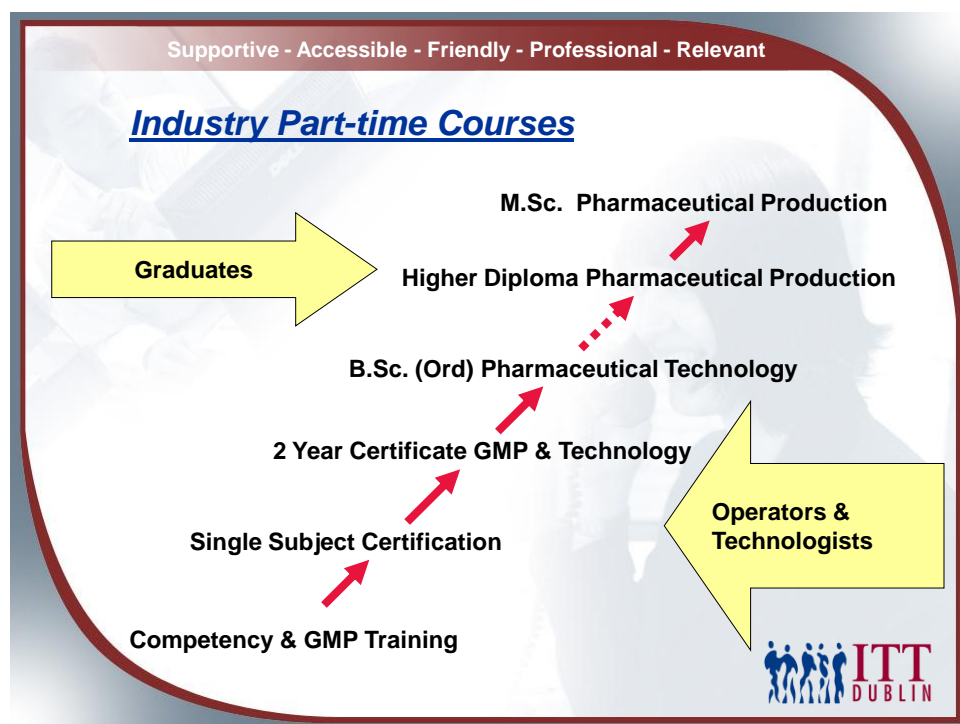 Supportive - Accessible - Friendly - Professional - Relevant
Industry Part-time Courses
M.Sc. Pharmaceutical Production
Graduates
Higher Diploma Pharmaceutical Production
B.Sc. (Ord) Pharmaceutical Technology
2 Year Certificate GMP & Technology
Operators &
Technologists
Single Subject Certification
Competency & GMP Training
ITT
DUBLIN